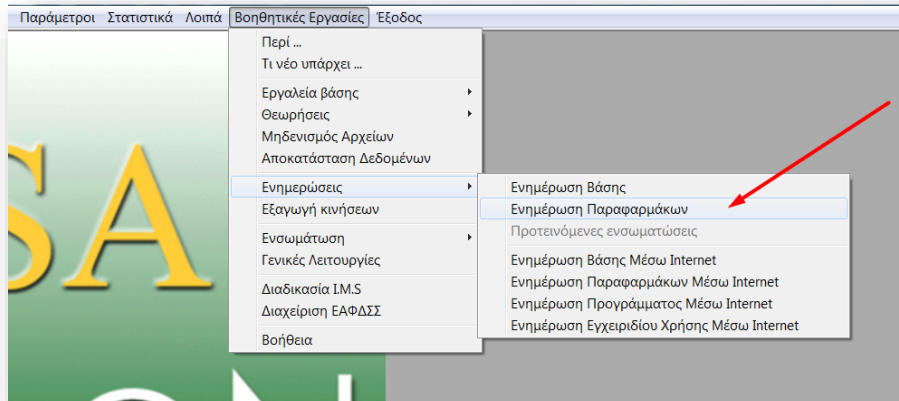 Παράμετροι Στατιστικά Λοιπά Βοηθητικές Εργασίες Έξοδος
Περί ...
Τι νέο υπάρχει ...
Εργαλεία βάσης
Θεωρήσεις
Μηδενισμός Αρχείων
Αποκατάσταση Δεδομένων
Ενημερώσεις
Εξαγωγή κινήσεων
Ενσωμάτωση
Γενικές Λειτουργίες
Διαδικασία I.M.S
Διαχείριση ΕΑΦΔΣΣ
Βοήθεια
Ενημέρωση Βάσης
Ενημέρωση Παραφαρμάκων
Προτεινόμενες ενσωματώσεις
Ενημέρωση Βάσης Μέσω Internet
Ενημέρωση Παραφαρμάκων Μέσω Internet
Ενημέρωση Προγράμματος Μέσω Internet
Ενημέρωση Εγχειριδίου Χρήσης Μέσω Internet
SA
ON